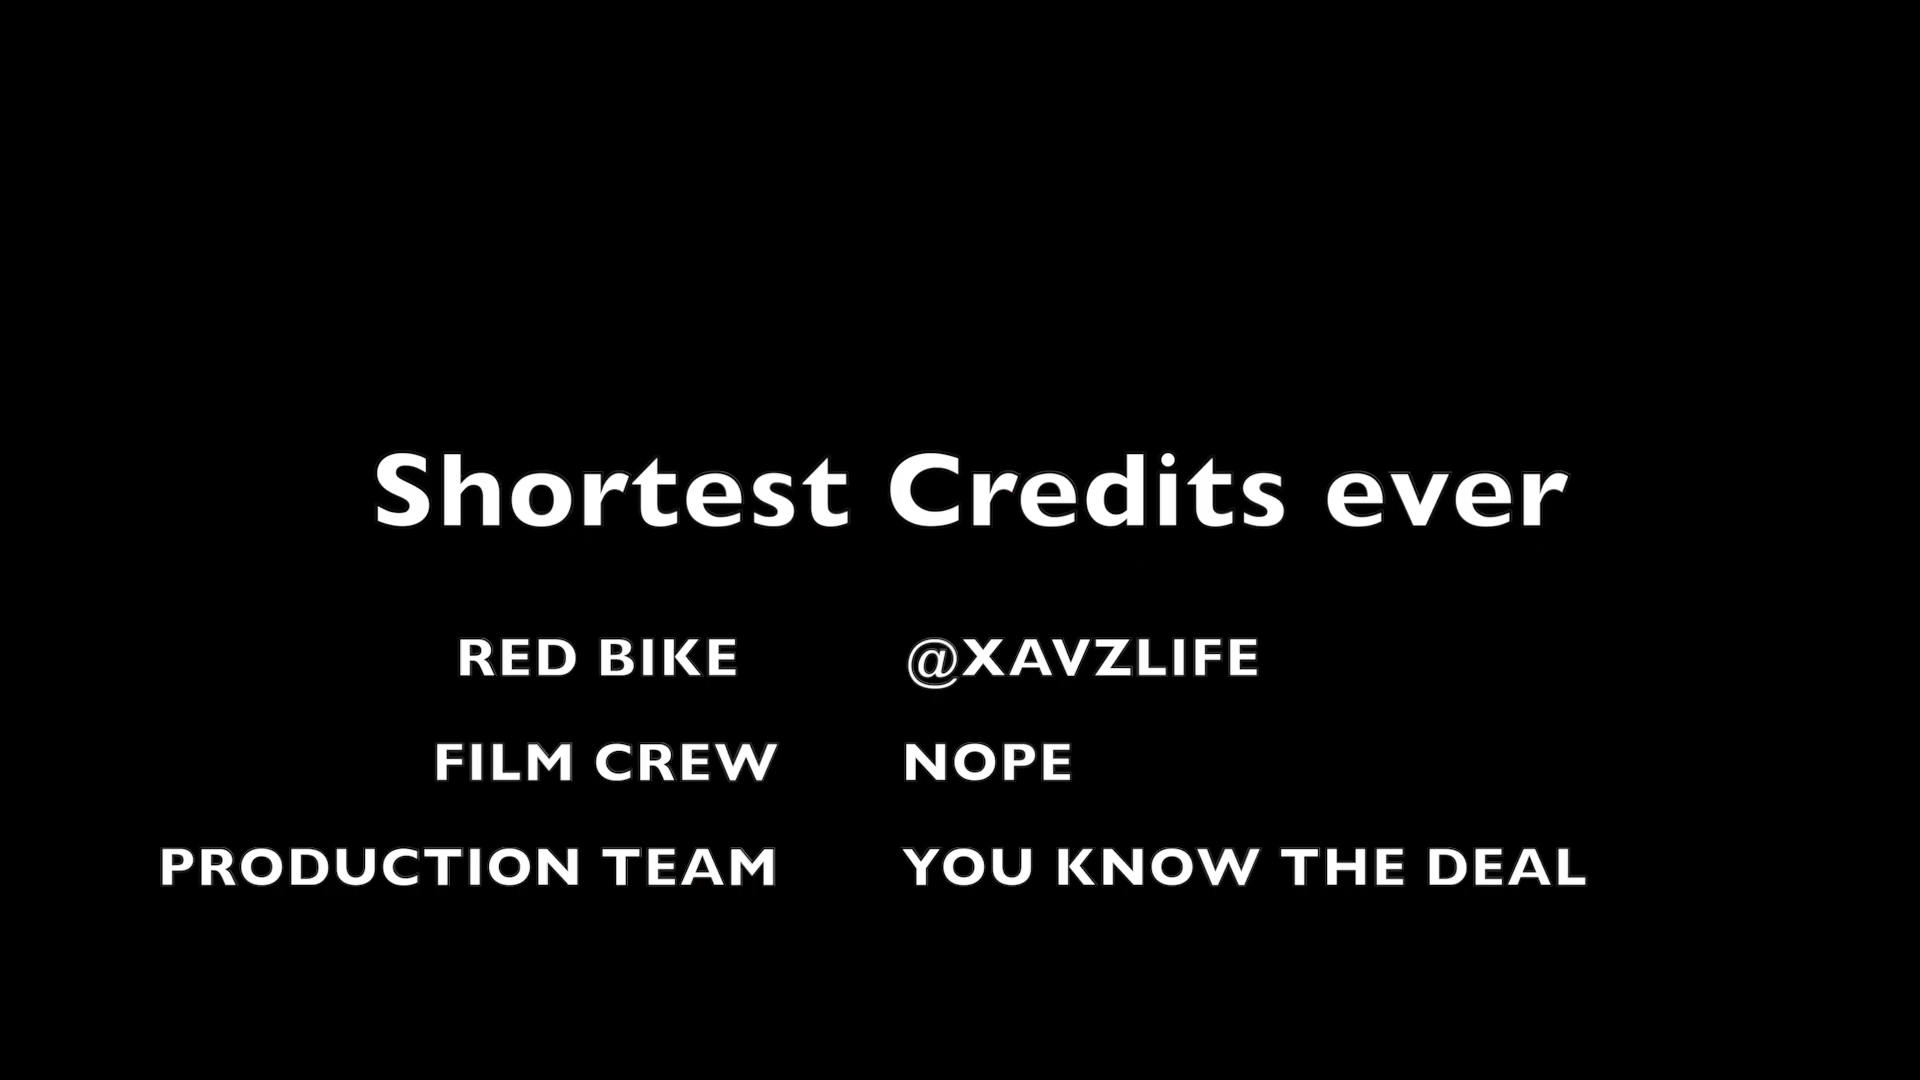 Shortest Credits ever
RED BIKE @XAVZLIFE
FILM CREW NOPE
PRODUCTION TEAM YOU KNOW THE DEAL